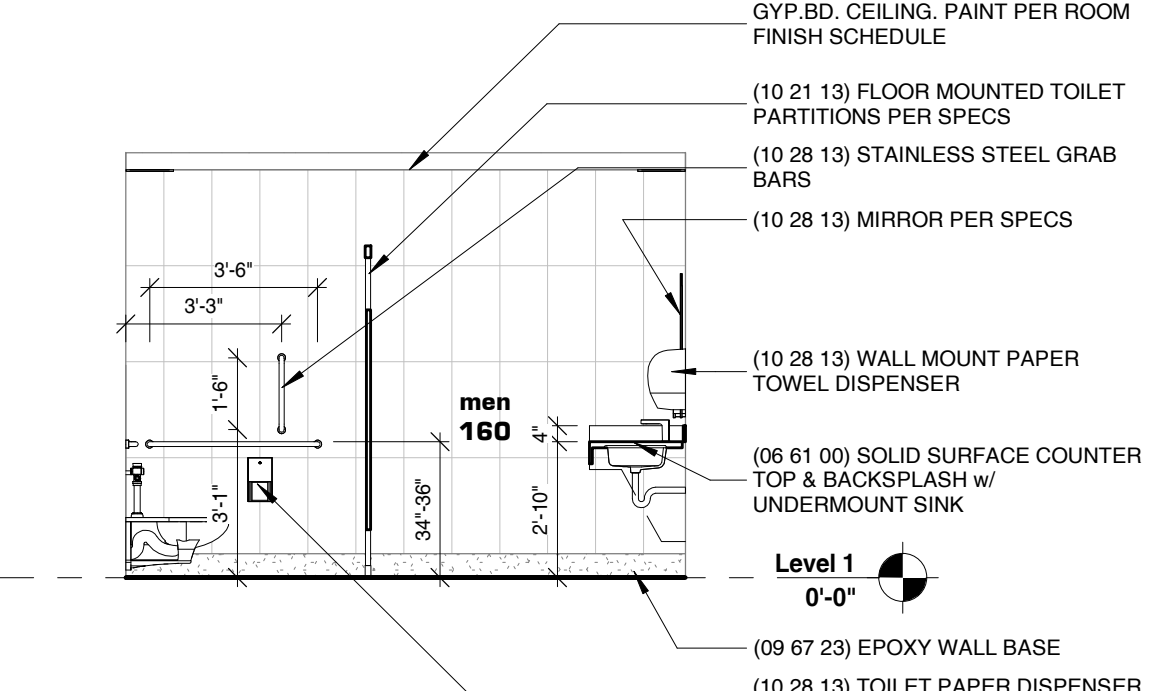 GYP.BD. CEILING. PAINT PER ROOM
FINISH SCHEDULE
(10 21 13) FLOOR MOUNTED TOILET
PARTITIONS PER SPECS
(10 28 13) STAINLESS STEEL GRAB
BARS
(10 28 13) MIRROR PER SPECS
3'-6"
3'-3"
1'-6"
(10 28 13) WALL MOUNT PAPER
TOWEL DISPENSER
men
160
4"
3'-1"
34"-36"
2'-10"
(06 61 00) SOLID SURFACE COUNTER
TOP & BACKSPLASH w/
UNDERMOUNT SINK
Level 1
0'-0"
(09 67 23) EPOXY WALL BASE
(10 28 13) TOILET PAPER DISPENSER